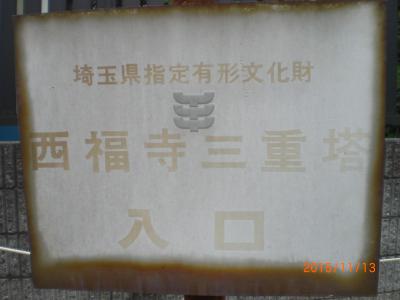 埼玉県指定有形文化財
西福寺三重塔
入口
2015/11/13